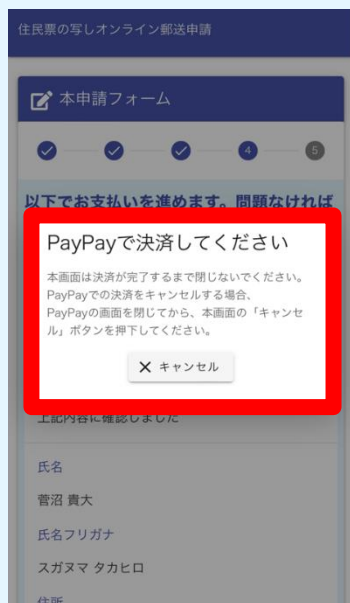 住民票の写しオンライン郵送申請
本申請フォーム
4
5
以下でお支払いを進めます。問題なければ
PayPayで決済してください
本画面は決済が完了するまで閉じないでください。
PayPayでの決済をキャンセルする場合、
PayPayの画面を閉じてから、本画面の「キャンセ
ル」ボタンを押下してください。
キャンセル
上記内容に確認しました
氏名
菅沼 貴大
氏名フリガナ
スガヌマ タカヒロ
住所